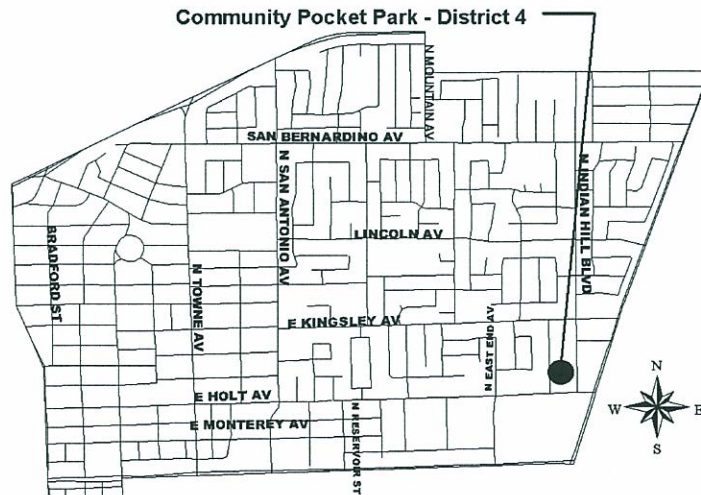 Community Pocket Park - District 4
N MOUNTAIN AV
SAN BERNARDINO AV
N SAN ANTONIO AV
N INDIAN HILL BLVD
LINCOLN AV
BRADFORD ST
N TOWNE AV
E KINGSLEY AV
N EAST END AV
E HOLT AV
E MONTEREY AV
N RESERVOIR ST
N
W E
S